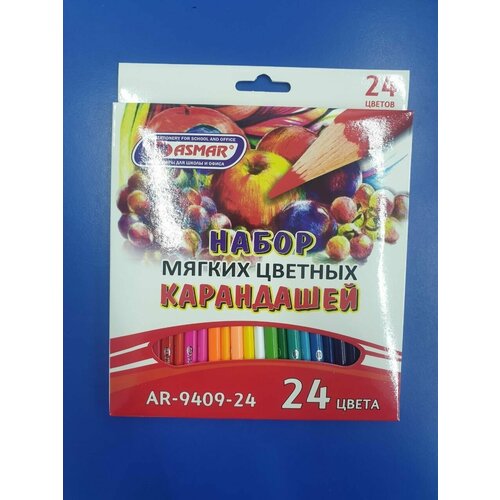 24
ЦВЕТОВ
STATIONERY FOR SCHOOL AND OFFICE
ASMAR®
ДЛЯ ШКОЛЫ И ОФИСА
НАБОР
МЯГКИХ ЦВЕТНЫХ
КАРАНДАШЕЙ
AR-9409-24
24 ЦВЕТА